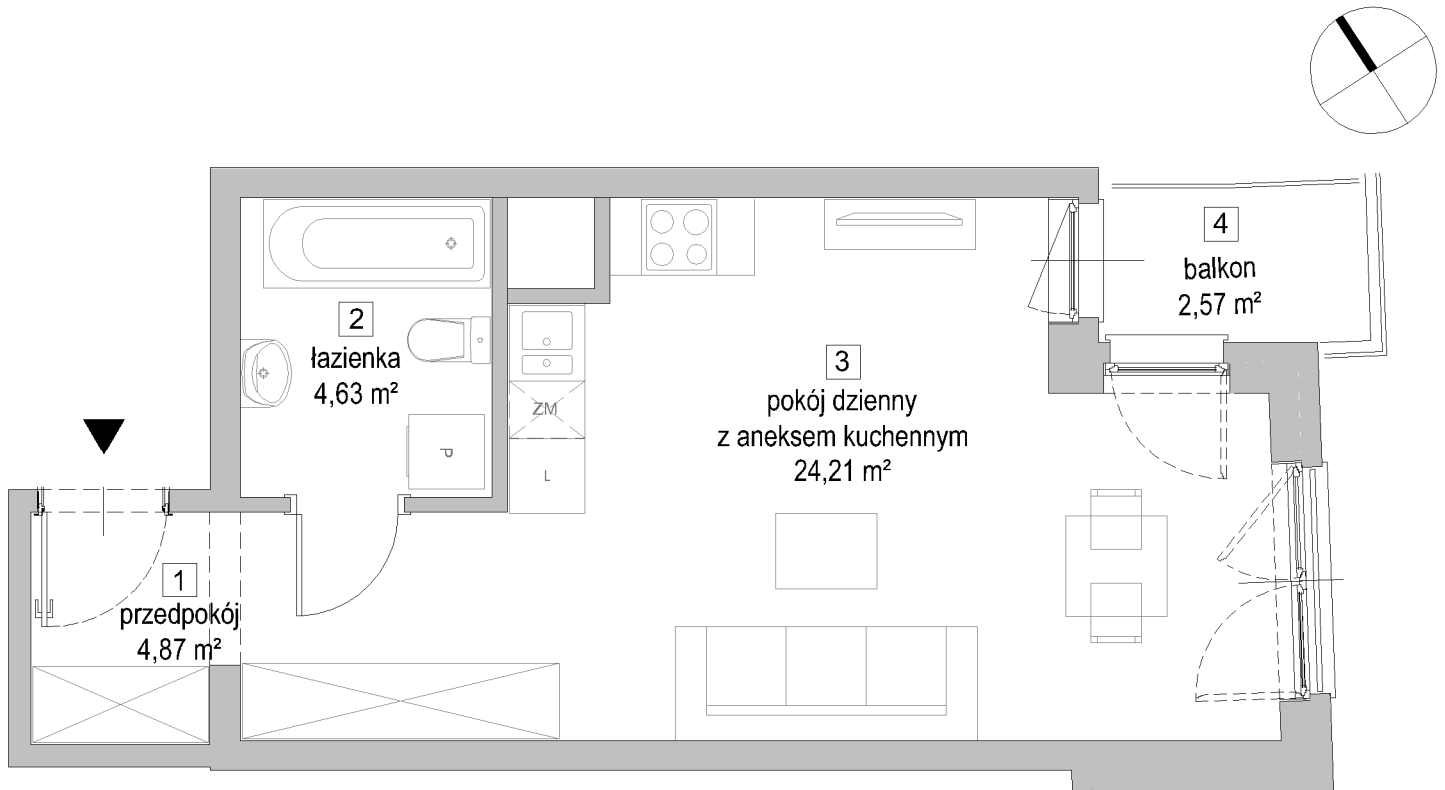 4
balkon
2,57 m²
2
łazienka
4,63 m²
3
pokój dzienny
z aneksem kuchennym
24,21 m²
ZM
P
L
1
przedpokój
4,87 m²